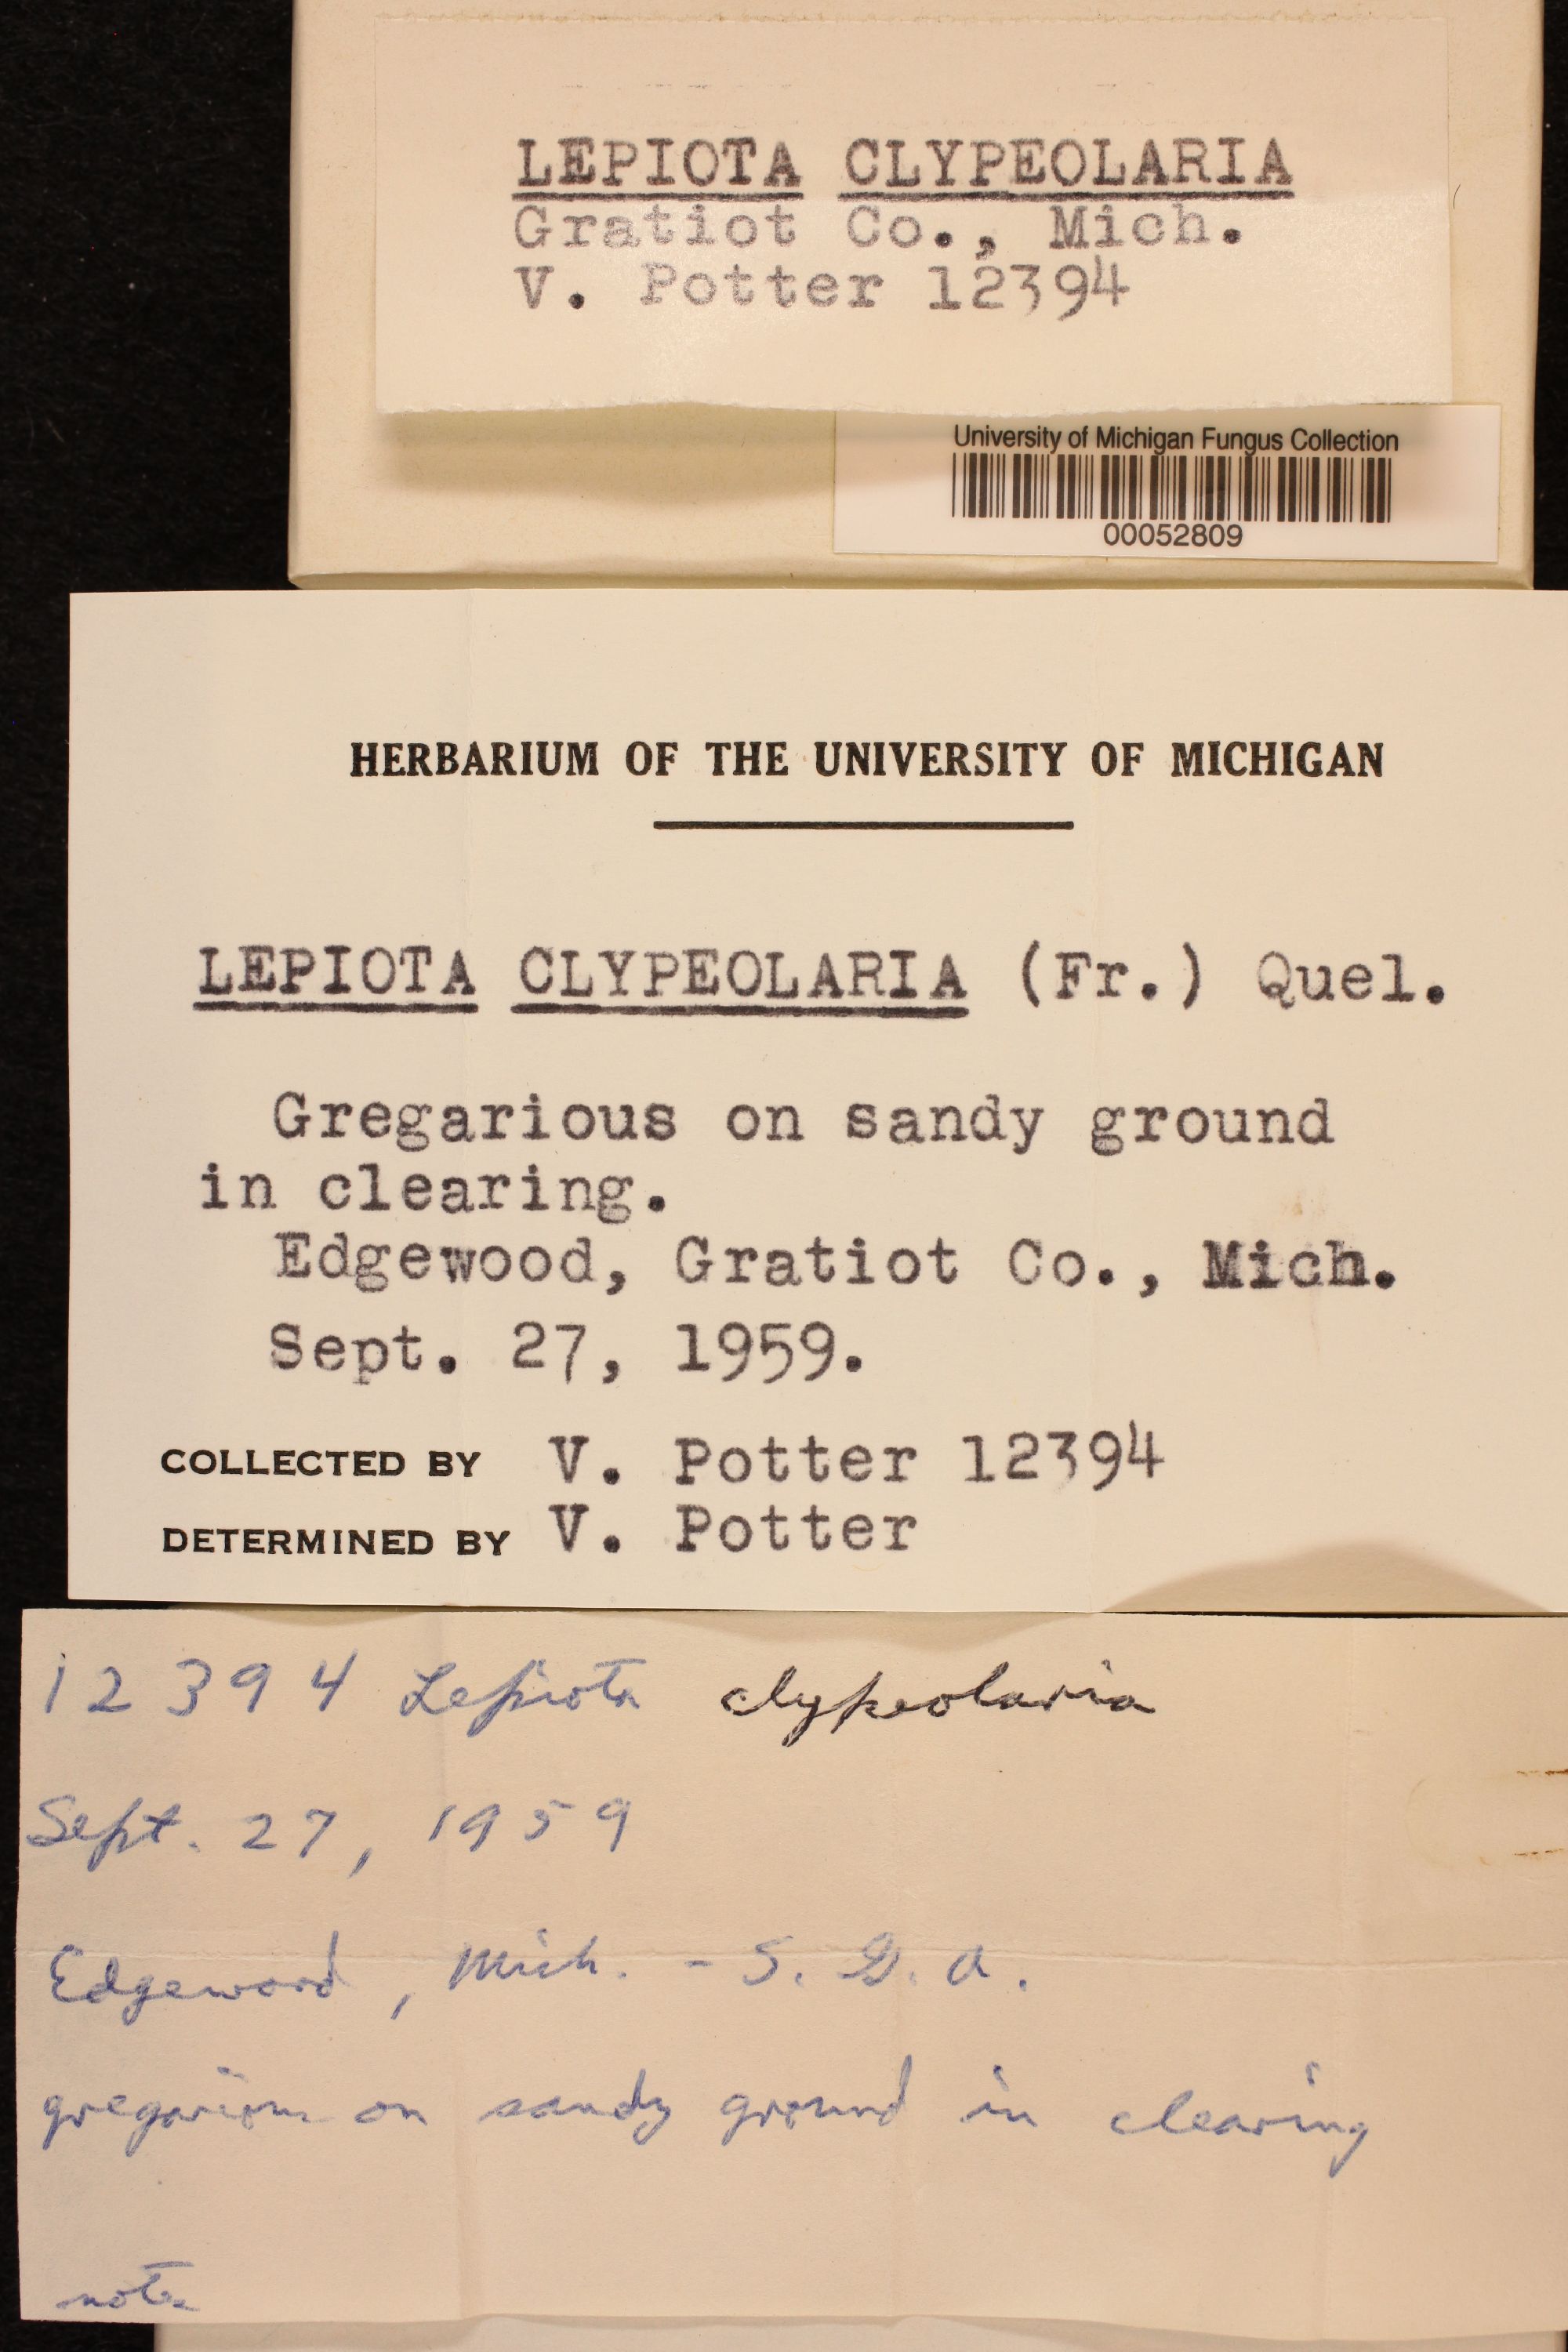 LEPIOTA CLYPEOLARIA
Gratiot Co., Mich.
V. Potter 12394
University of Michigan Fungus Collection
00052809
HERBARIUM OF THE UNIVERSITY OF MICHIGAN
LEPIOTA CLYPEOLARIA (Fr.) Quel.
Gregarious on sandy ground
in clearing.
Edgewood, Gratiot Co., Mich.
Sept. 27, 1959.
COLLECTED BY V. Potter 12394
DETERMINED BY V. Potter
12394 Lepiota clypeolaria
Sept. 27, 1959
Edgewood, Mich. - S. G. A.
gregarious on sandy ground in clearing
notes